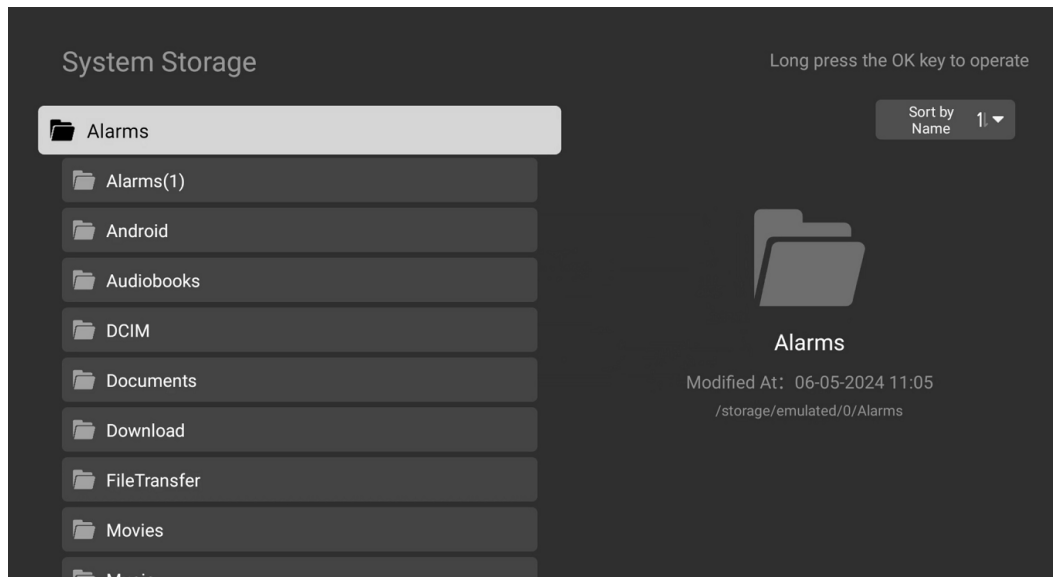 System Storage
Long press the OK key to operate
Sort by
Name
Alarms
Alarms(1)
Android
Audiobooks
DCIM
Documents
Download
FileTransfer
Movies
Alarms
Modified At: 06-05-2024 11:05
/storage/emulated/0/Alarms